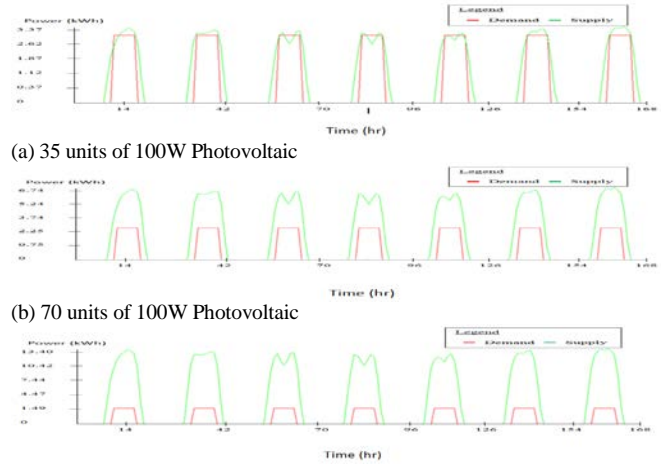 Power (kWh)
Legend
Demand Supply
3.37
2.62
1.87
1.12
0.37
0
14 42 70 96 126 154 168
Time (hr)
(a) 35 units of 100W Photovoltaic
Power (kWh)
Legend
Demand Supply
6.74
5.24
3.74
2.25
0.75
0
14 42 70 96 126 154 168
Time (hr)
(b) 70 units of 100W Photovoltaic
Power (kWh)
Legend
Demand Supply
13.40
10.42
7.44
4.47
1.49
0
14 42 70 96 126 154 168
Time (hr)